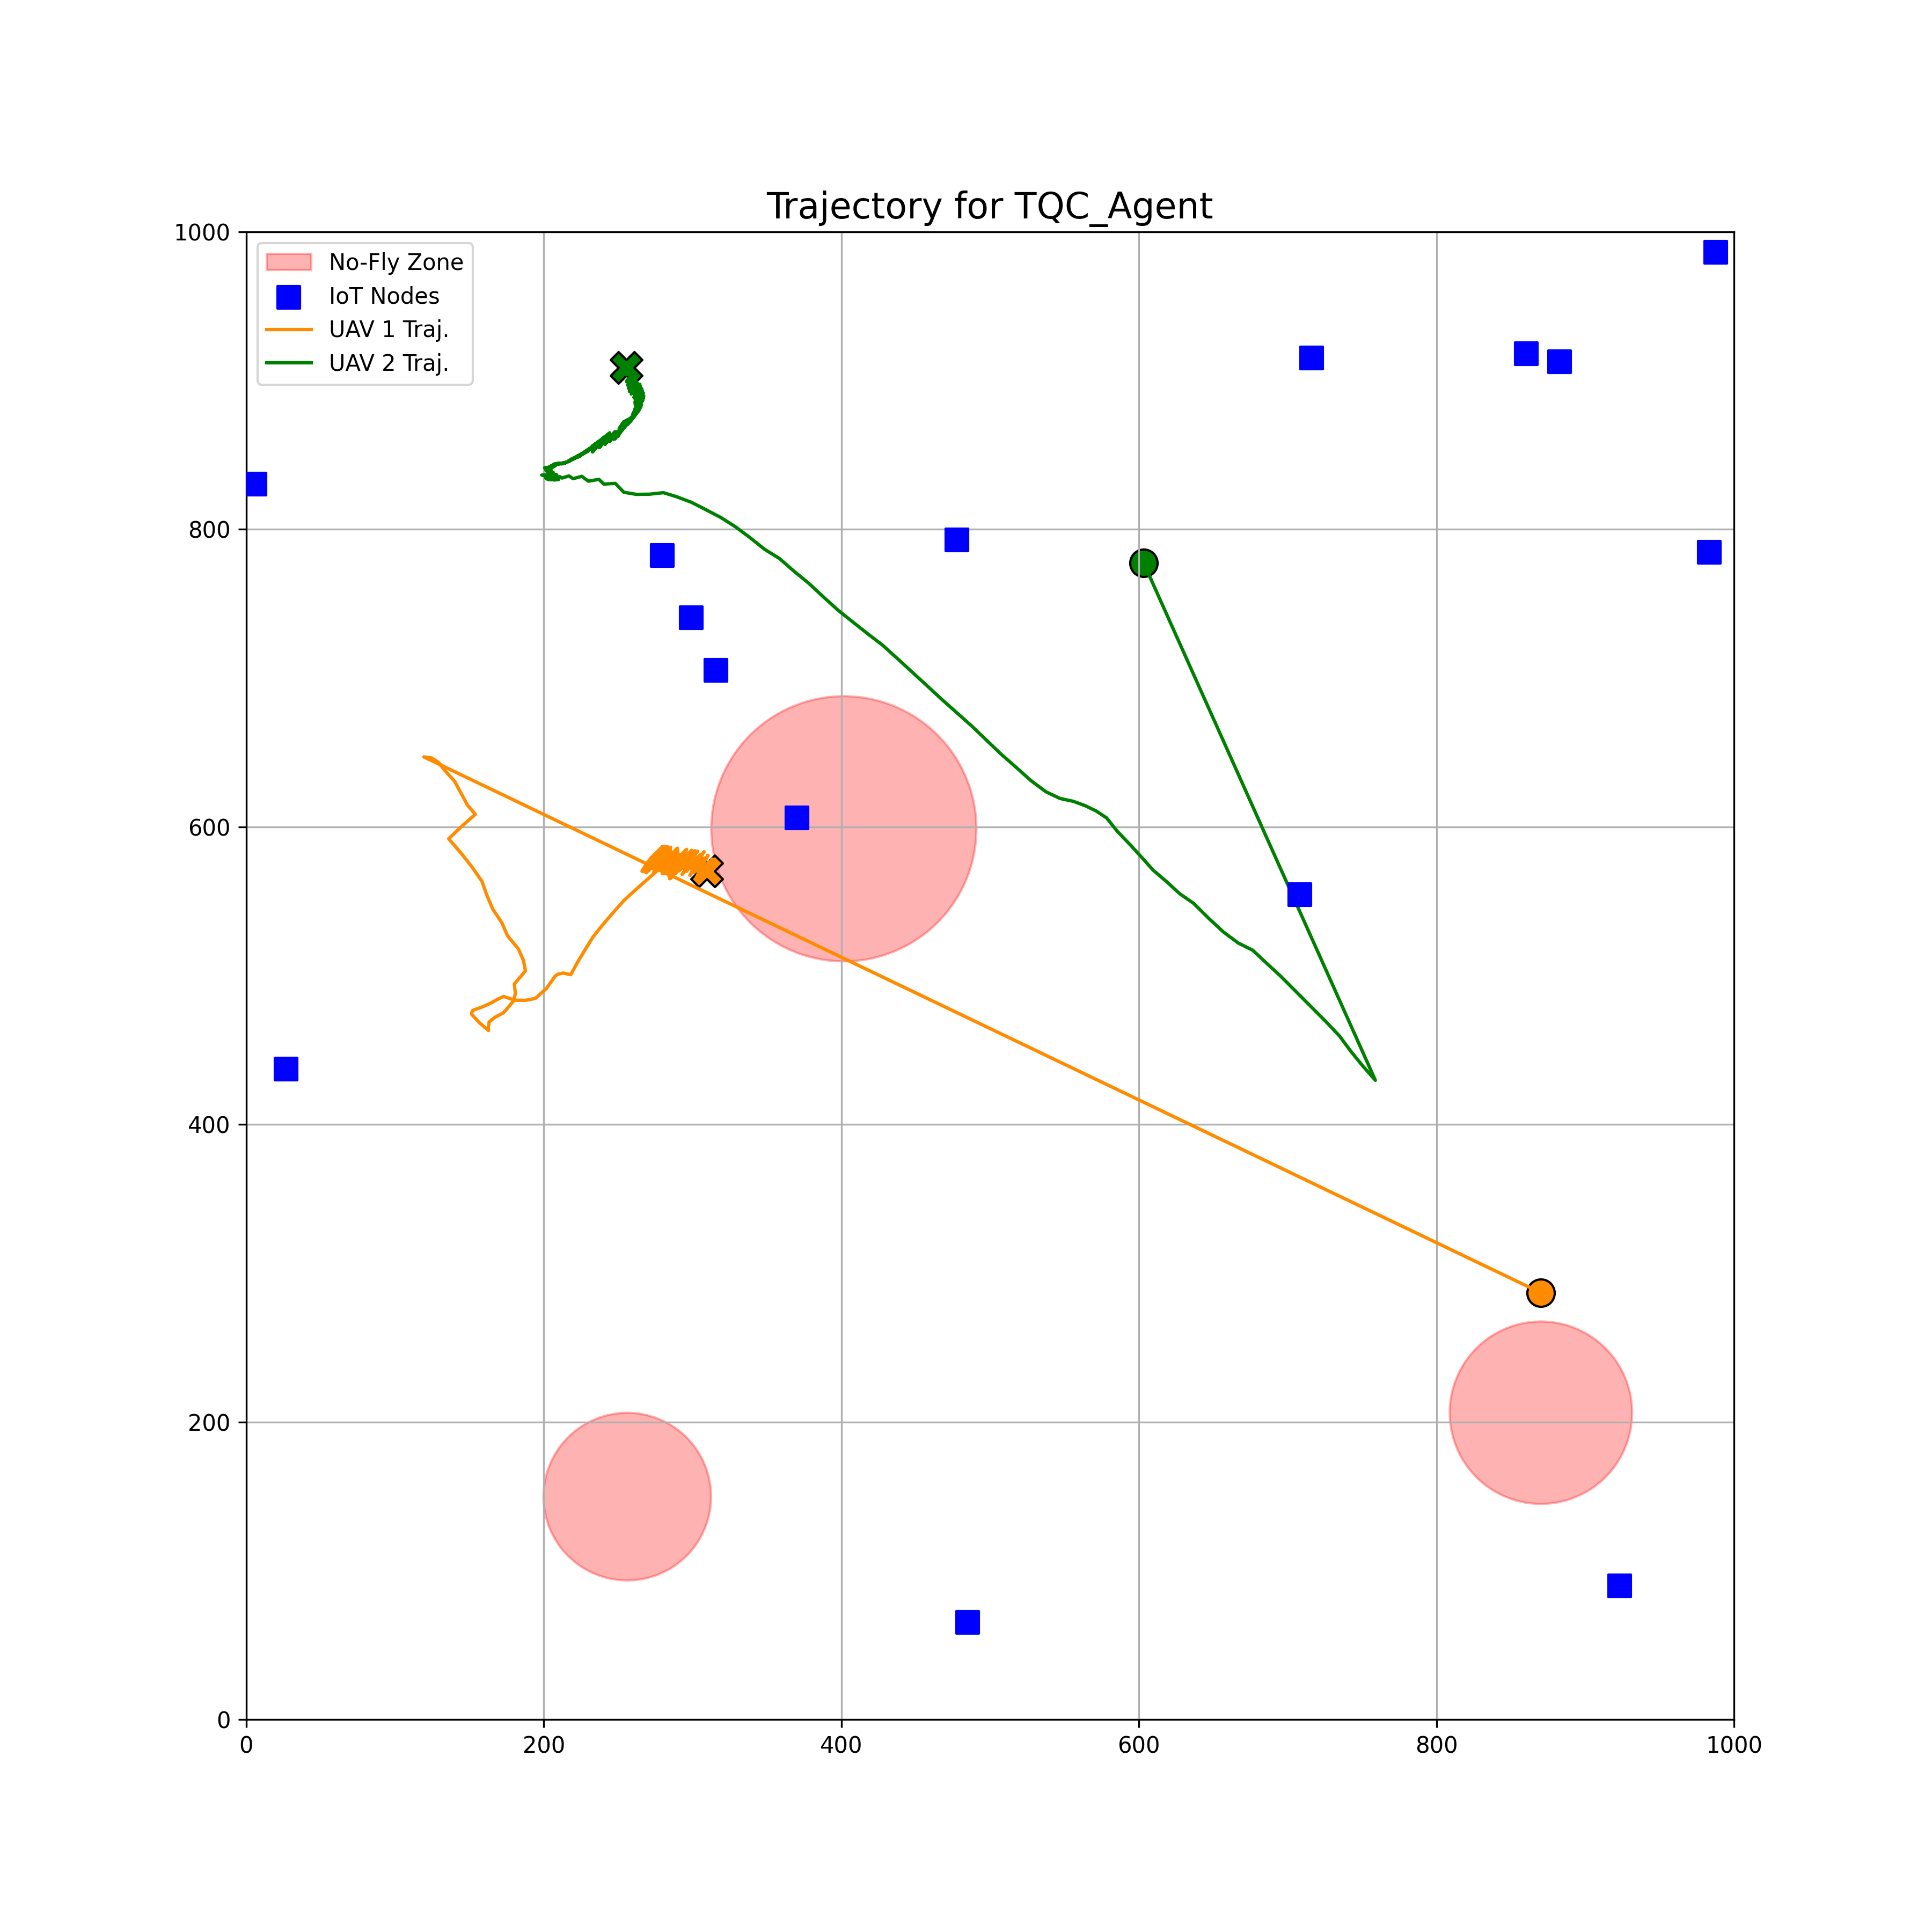 Trajectory for TQC_Agent
1000
800
600
400
200
0
No-Fly Zone
IoT Nodes
UAV 1 Traj.
UAV 2 Traj.
0 200 400 600 800 1000